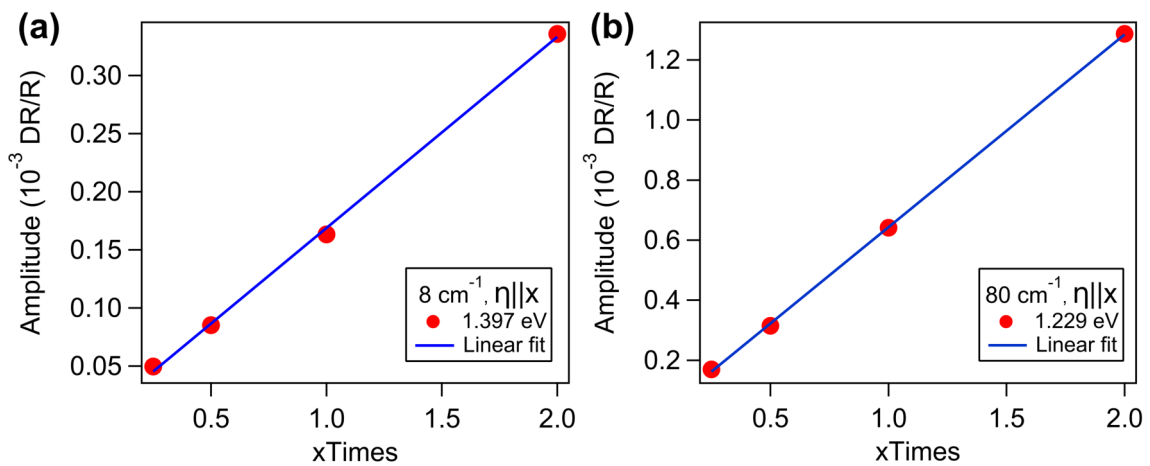 (a)
Amplitude (10⁻³ DR/R)
0.30
0.25
0.20
0.15
0.10
0.05
0.5
1.0
1.5
2.0
xTimes
8 cm⁻¹, η||x
1.397 eV
Linear fit
(b)
Amplitude (10⁻³ DR/R)
1.2
1.0
0.8
0.6
0.4
0.2
0.5
1.0
1.5
2.0
xTimes
80 cm⁻¹, η||x
1.229 eV
Linear fit